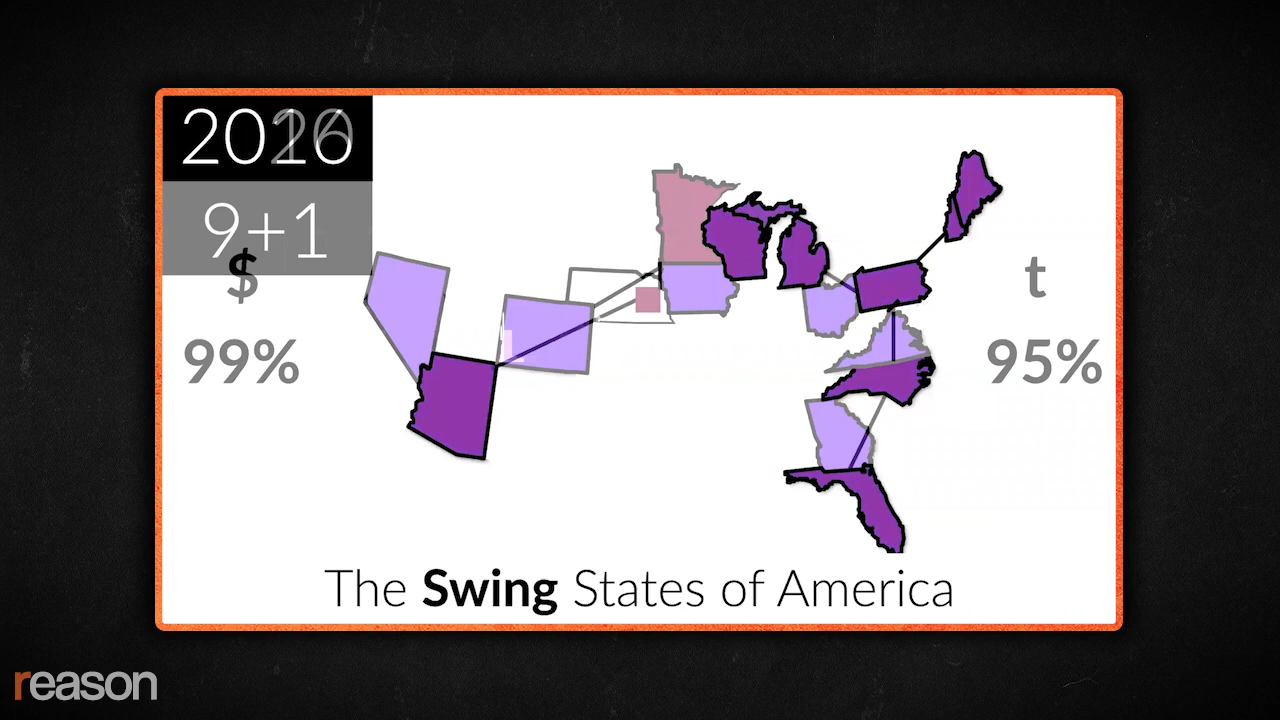 2016
9+1
$
t
99%
95%
The Swing States of America
reason